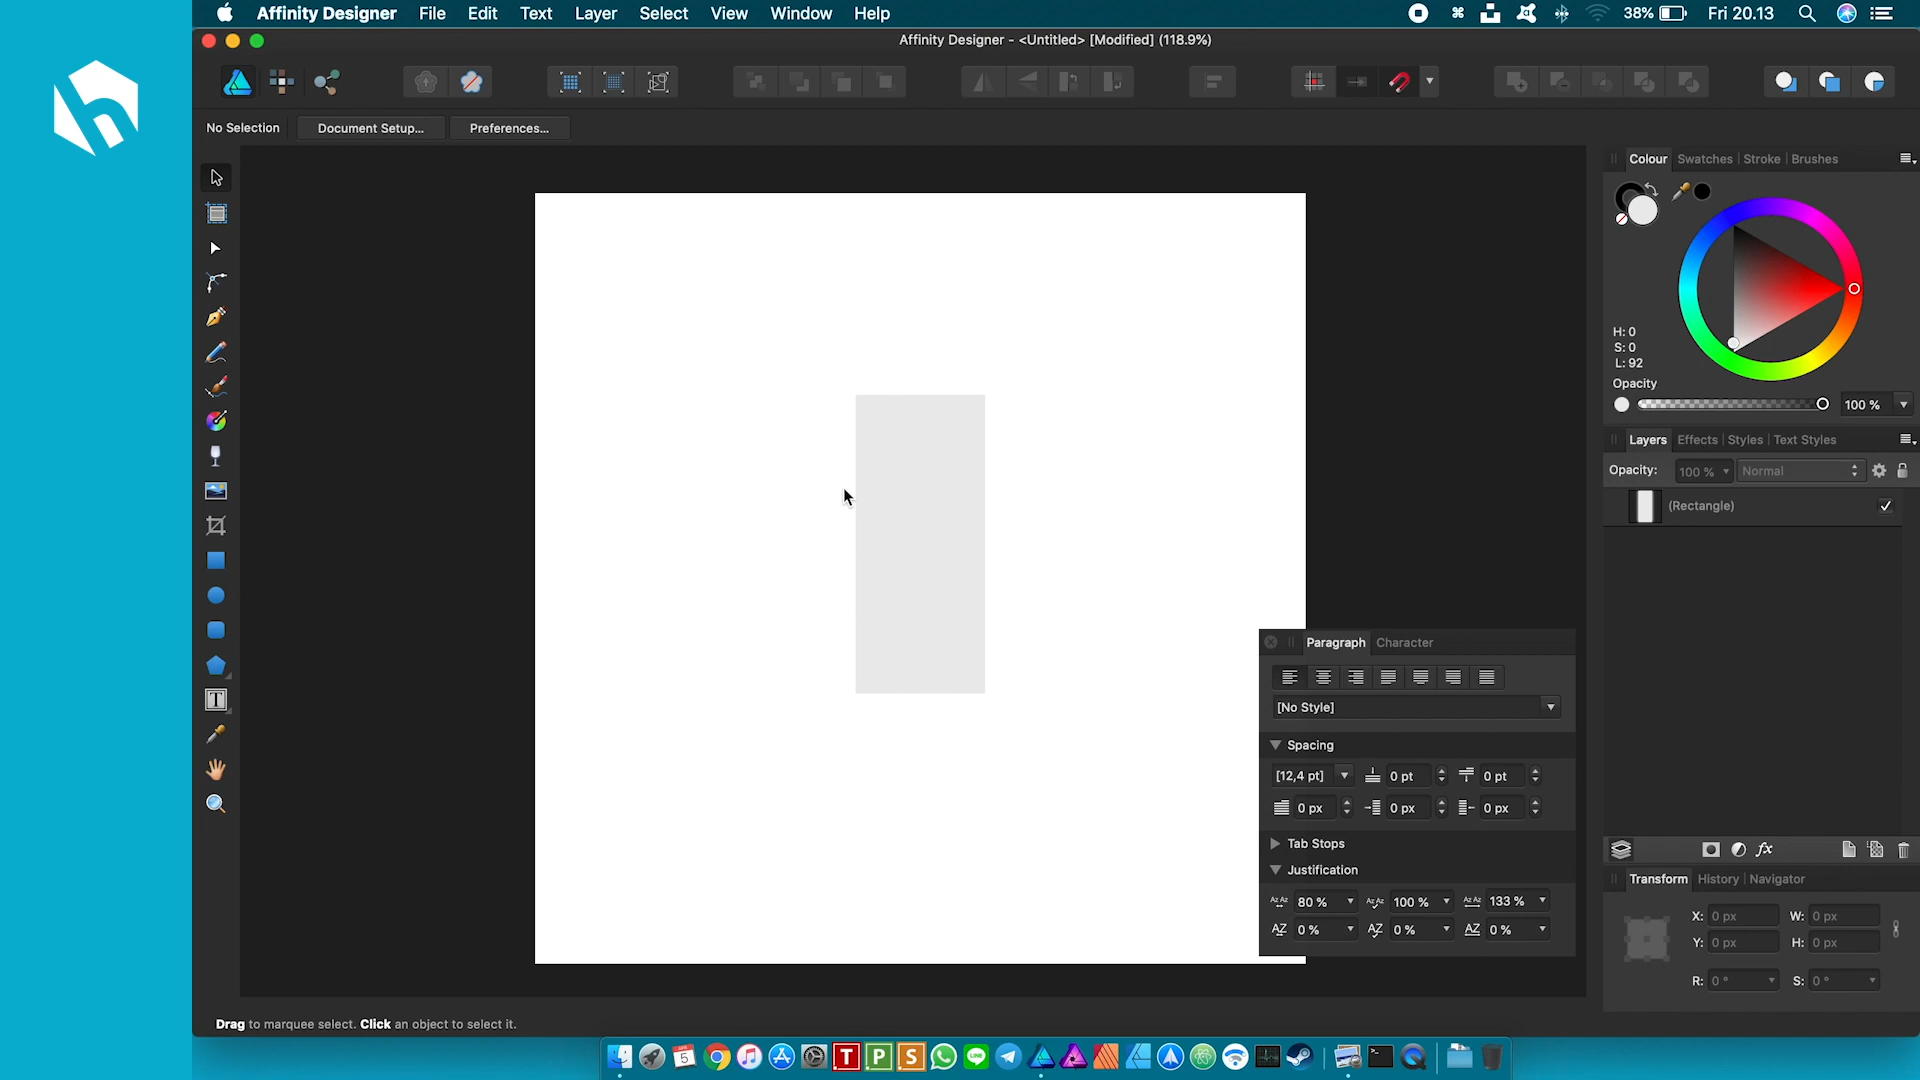 Affinity Designer File Edit Text Layer Select View Window Help 38% Fri 20.13
Affinity Designer - <Untitled> [Modified] (118.9%)
No Selection Document Setup... Preferences...
Colour Swatches Stroke Brushes
H: 0
S: 0
L: 92
Opacity
100 %
Layers Effects Styles Text Styles
Opacity: 100 % Normal
(Rectangle)
Paragraph Character
[No Style]
Spacing
[12,4 pt] 0 pt 0 pt
0 px 0 px 0 px
Tab Stops
Justification
80 % 100 % 133 %
0 % 0 % 0 %
T
Transform History Navigator
X: 0 px W: 0 px
Y: 0 px H: 0 px
R: 0 ° S: 0 °
Drag to marquee select. Click an object to select it.
5 T P S